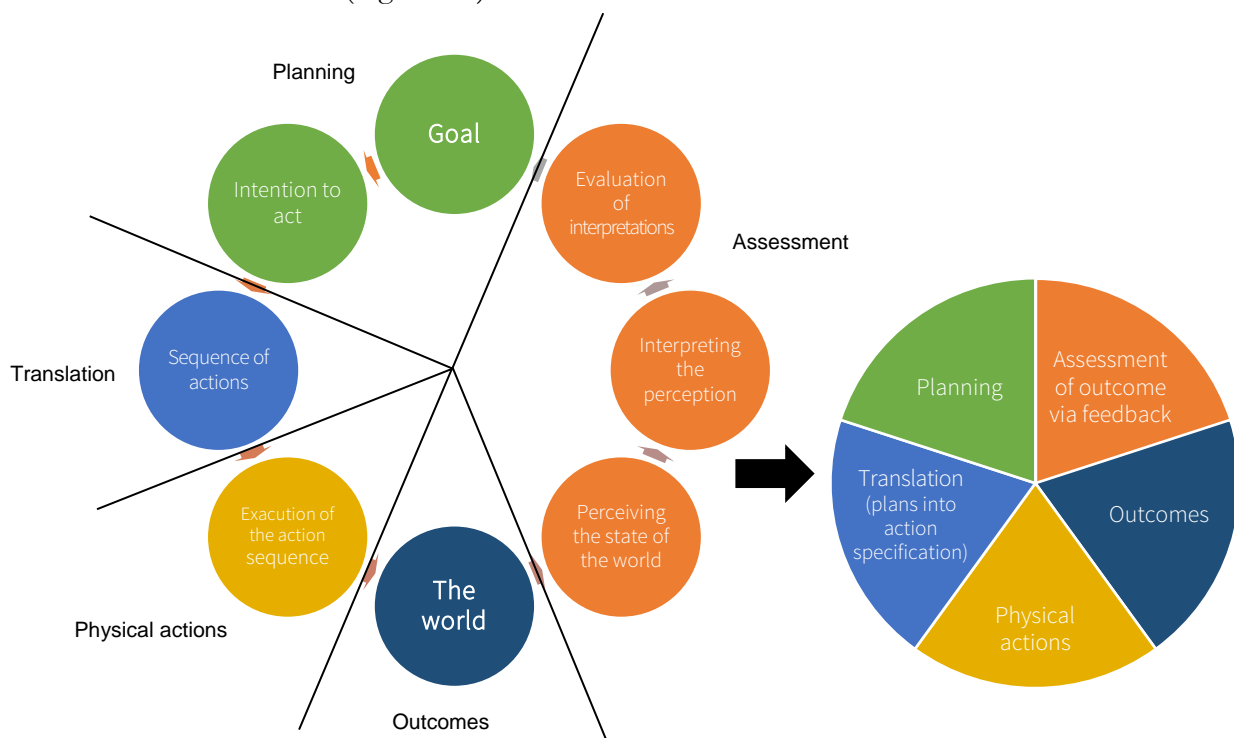 Planning
Goal
Intention to
act
Evaluation
of
interpretations
Assessment
Sequence of
actions
Translation
Interpreting
the
perception
Exacution of
the action
sequence
Physical actions
The
world
Outcomes
Perceiving
the state of
the world
Planning
Assessment
of outcome
via feedback
Translation
(plans into
action
specification)
Outcomes
Physical
actions